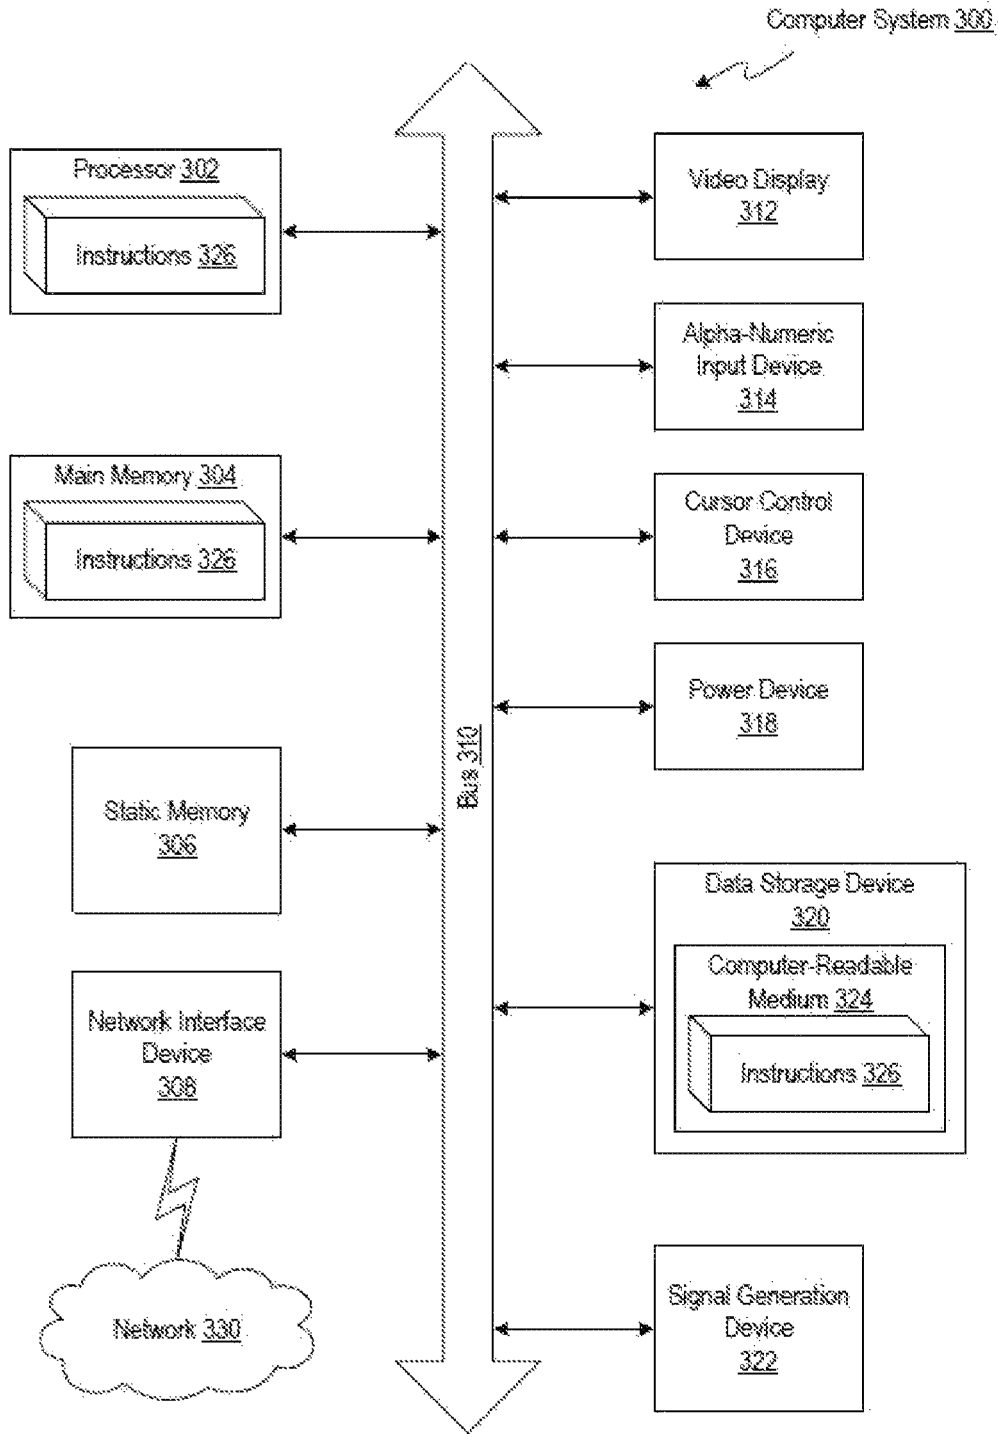 Computer System 300
Processor 302
Instructions 326
Main Memory 304
Instructions 326
Static Memory
306
Network Interface
Device
308
Network 330
Bus 310
Video Display
312
Alpha-Numeric
Input Device
314
Cursor Control
Device
316
Power Device
318
Data Storage Device
320
Computer-Readable
Medium 324
Instructions 326
Signal Generation
Device
322